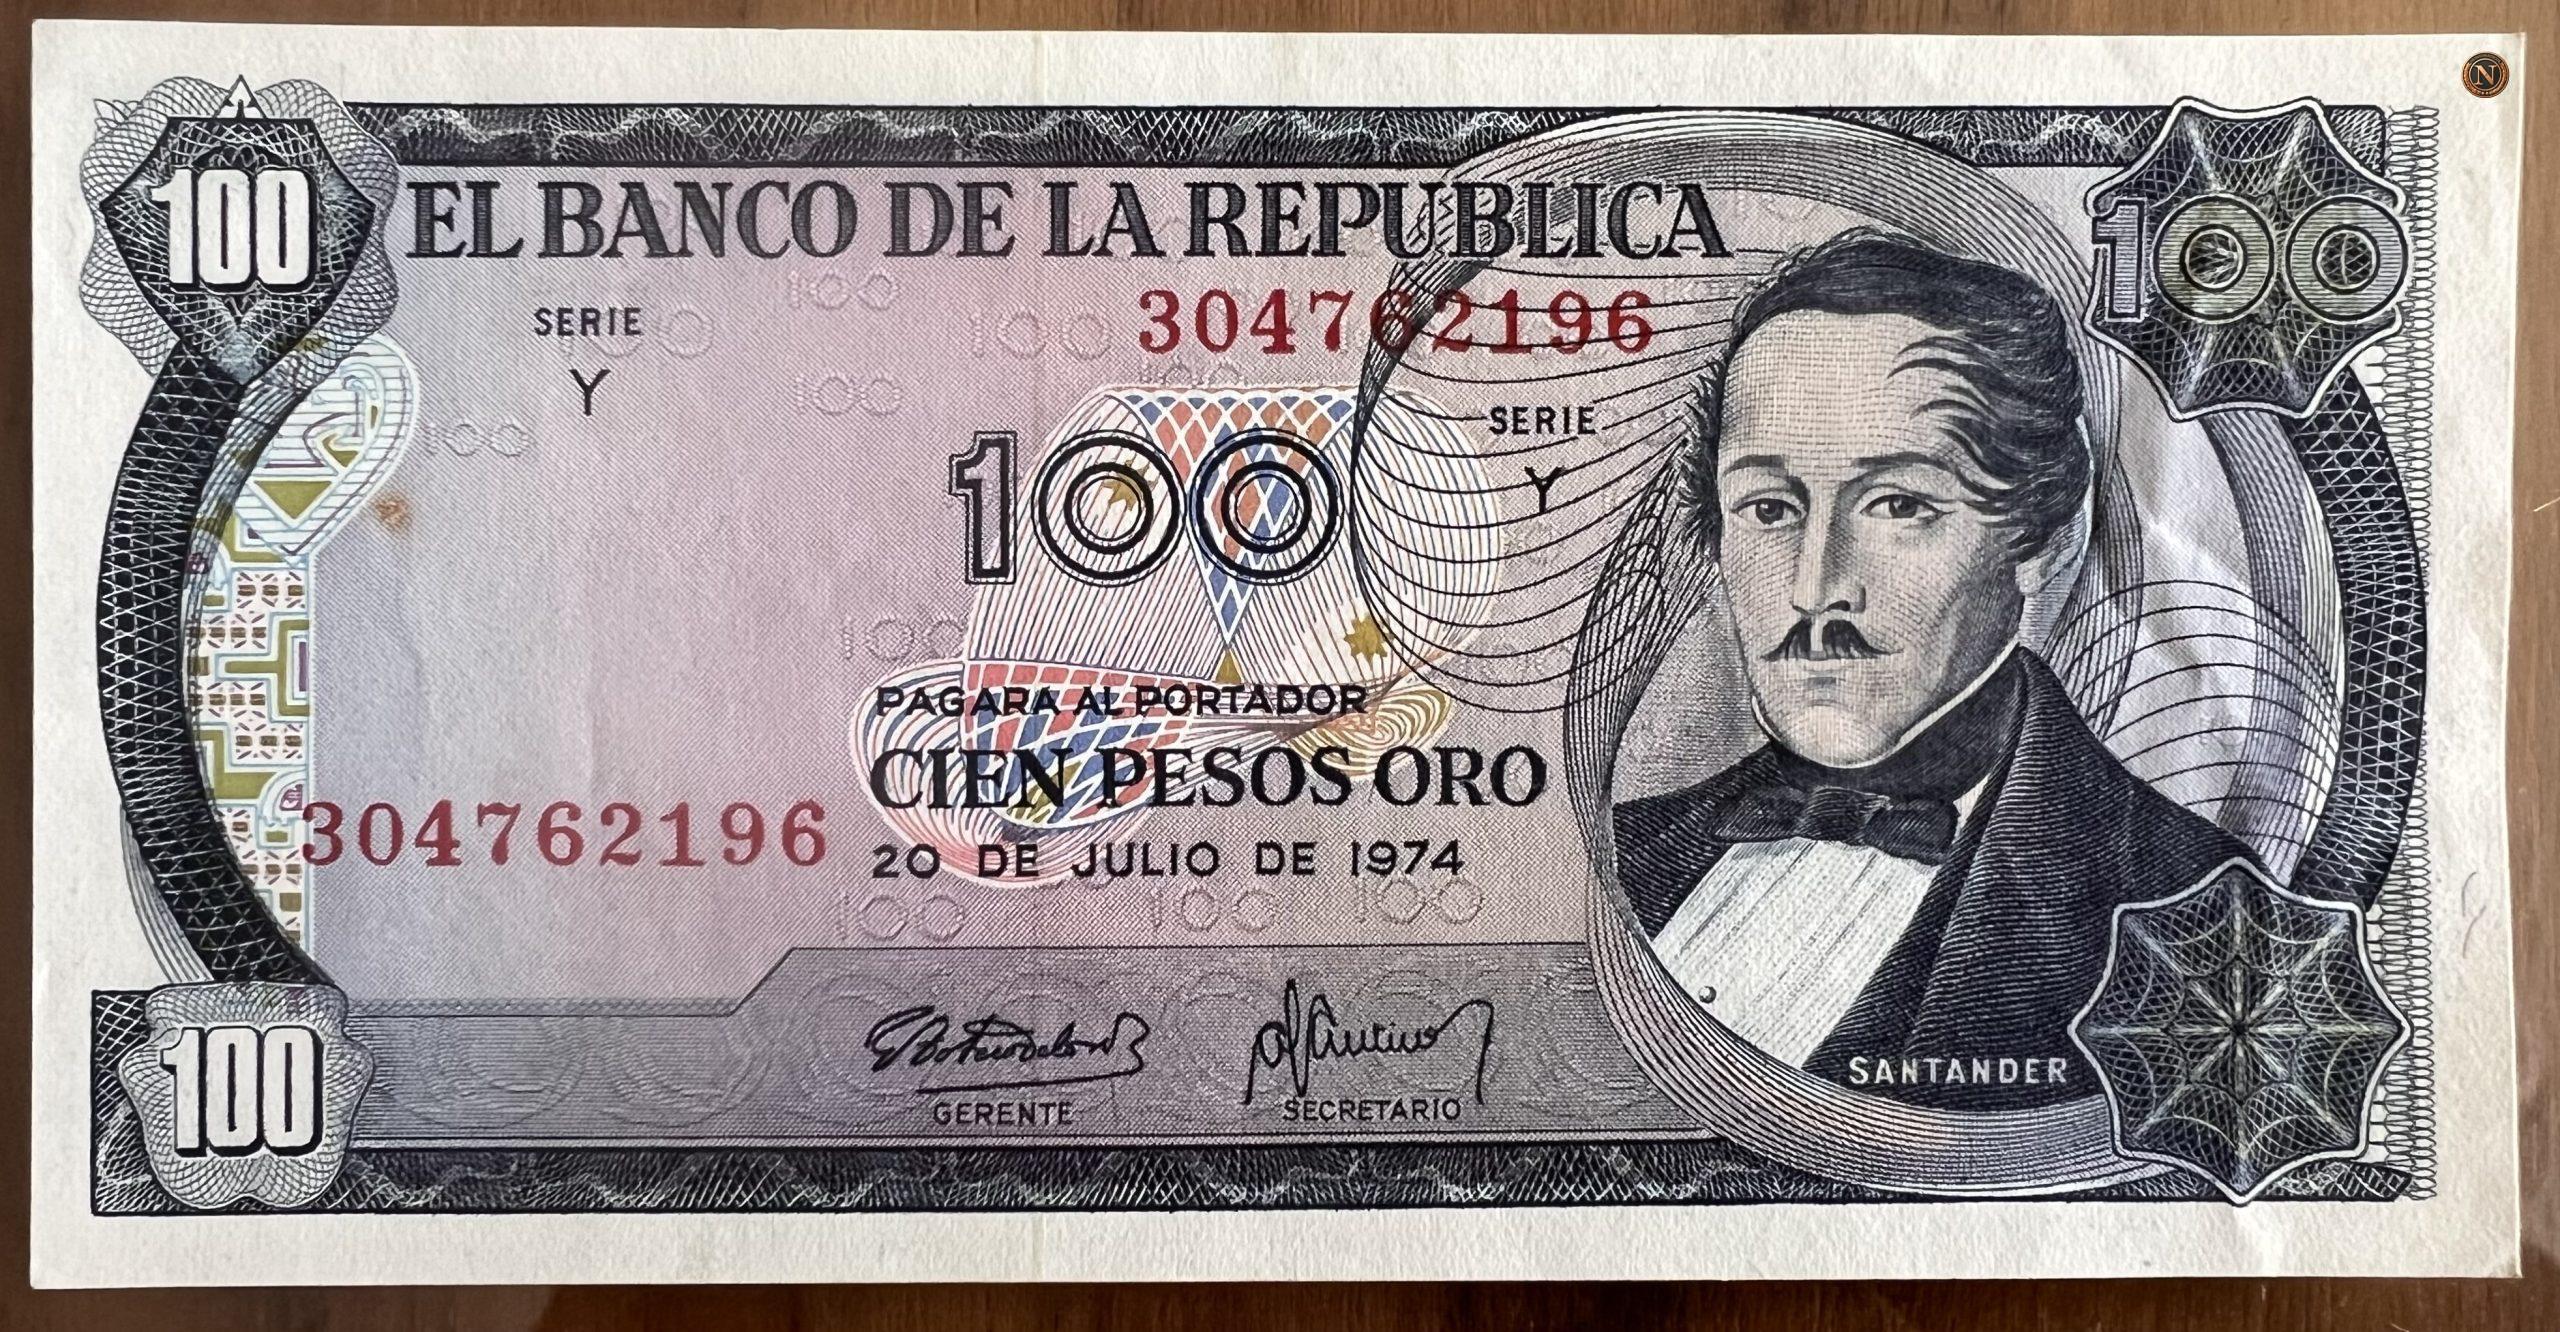 100
100
EL BANCO DE LA REPUBLICA
304762196
SERIE
Y
SERIE
Y
100
PAGARA AL PORTADOR
CIEN PESOS ORO
304762196
20 DE JULIO DE 1974
GERENTE
SECRETARIO
SANTANDER
100
N